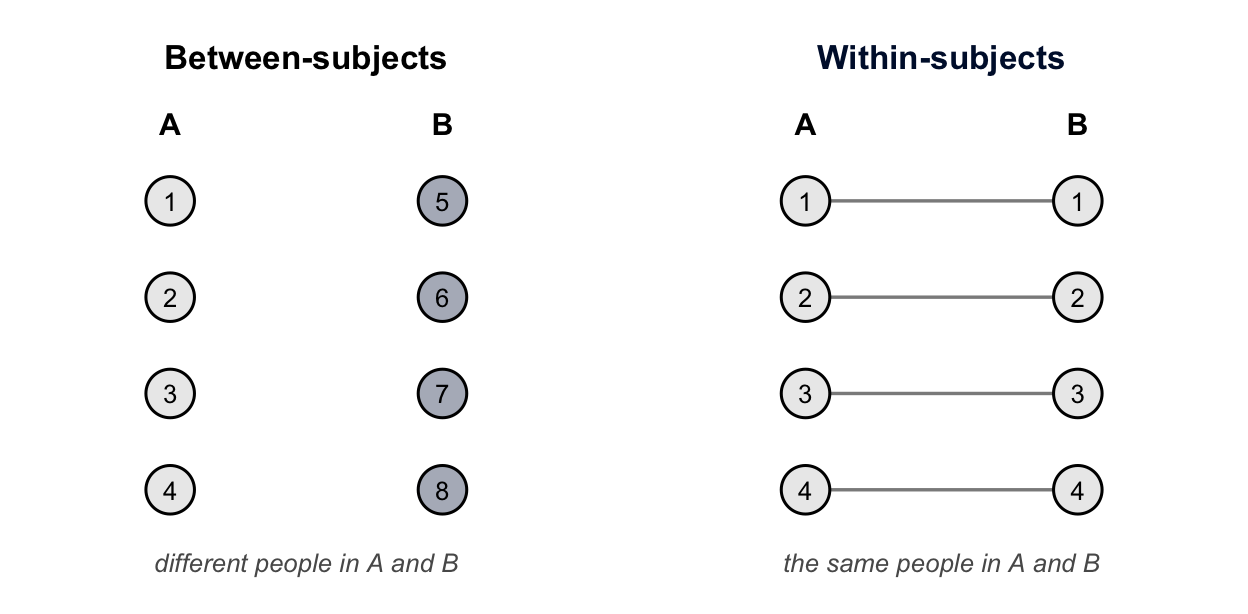 Between-subjects
A B
1 5
2 6
3 7
4 8
different people in A and B
Within-subjects
A B
1 1
2 2
3 3
4 4
the same people in A and B